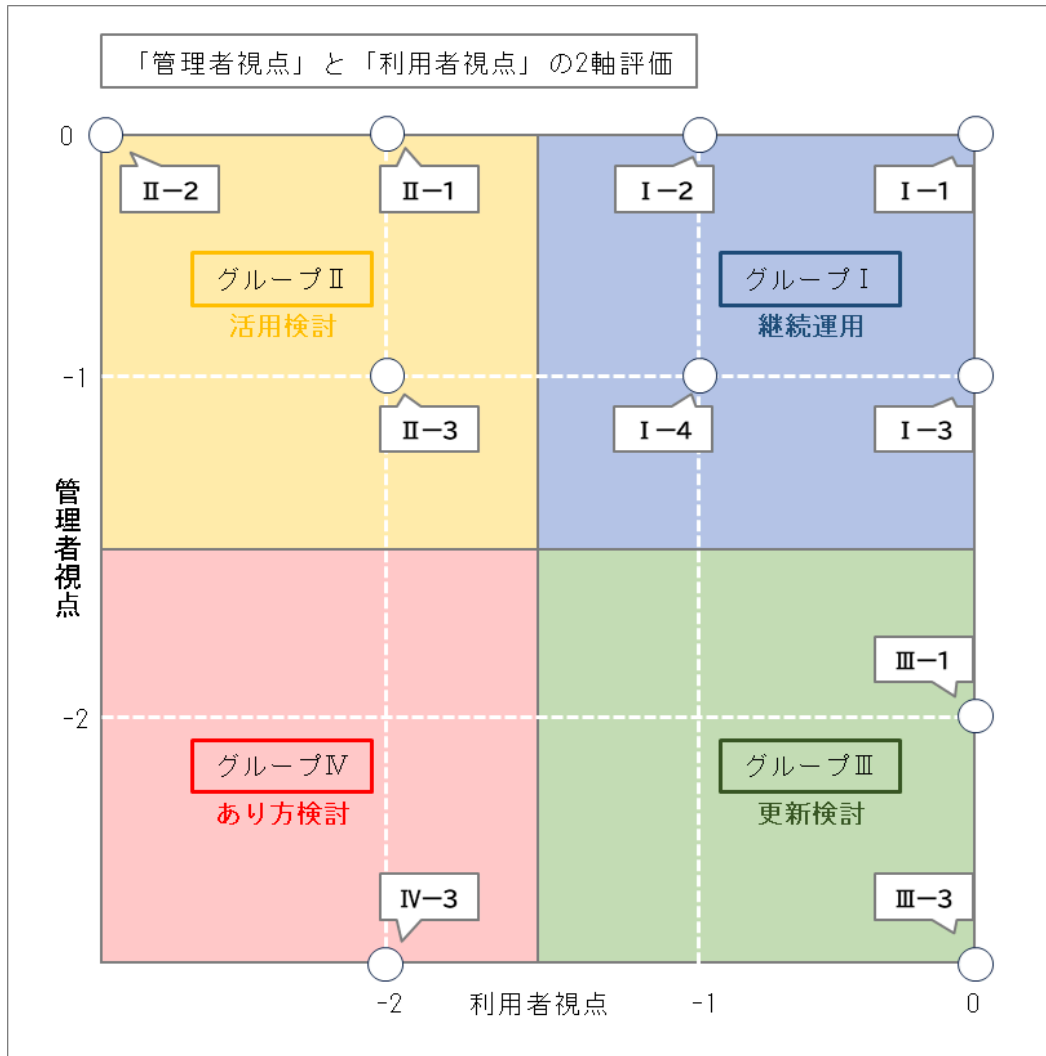 「管理者視点」と「利用者視点」の2軸評価
0
Ⅱ－2
Ⅱ－1
Ⅰ－2
Ⅰ－1
グループⅡ
活用検討
グループⅠ
継続運用
-1
Ⅱ－3
Ⅰ－4
Ⅰ－3
管理者視点
Ⅲ－1
-2
グループⅣ
あり方検討
グループⅢ
更新検討
Ⅳ－3
Ⅲ－3
-2
利用者視点
-1
0